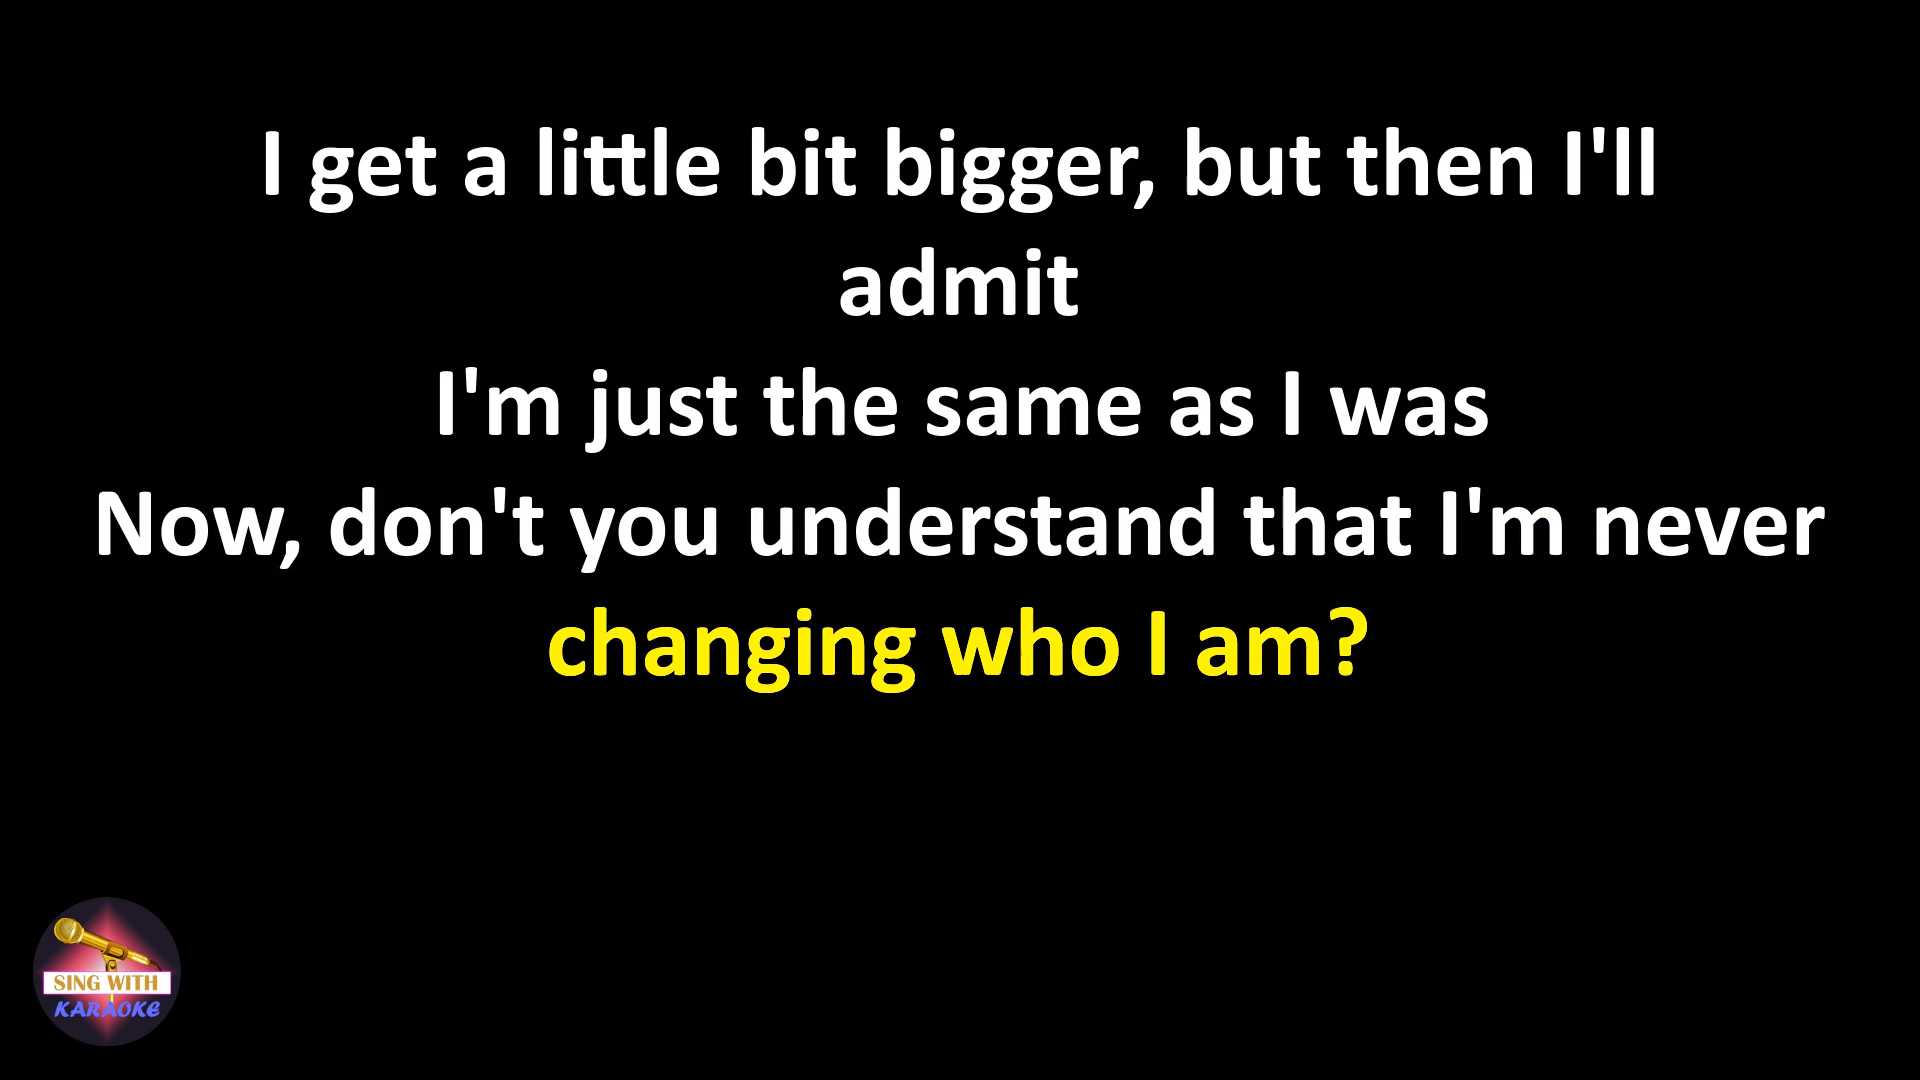 I get a little bit bigger, but then I'll
admit
I'm just the same as I was
Now, don't you understand that I'm never
changing who I am?
SING WITH
KARAOKE